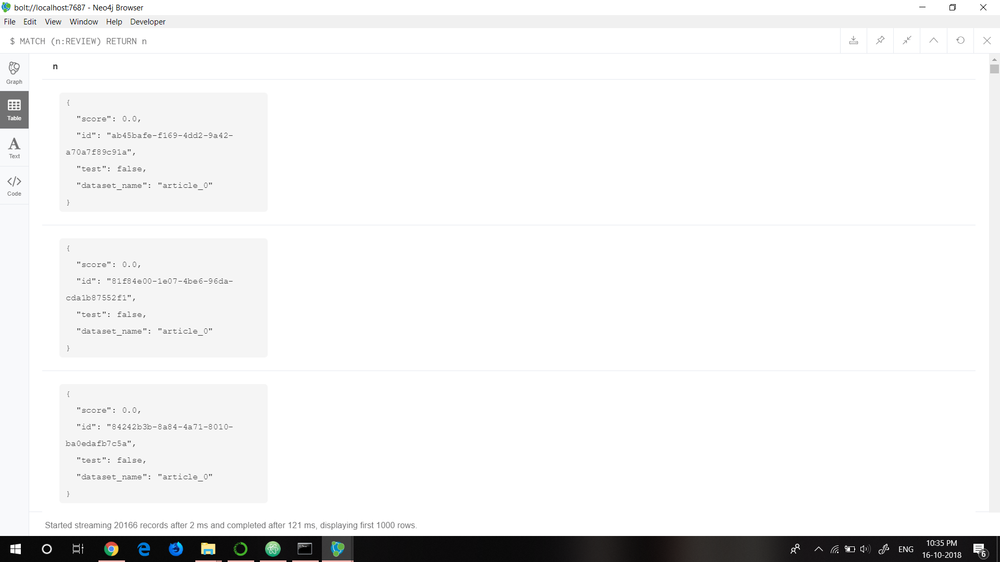 bolt://localhost:7687 - Neo4j Browser
File Edit View Window Help Developer
$ MATCH (n:REVIEW) RETURN n
Graph
Table
Text
Code
n
{
"score": 0.0,
"id": "ab45bafe-f169-4dd2-9a42-
a70a7f89c91a",
"test": false,
"dataset_name": "article_0"
}
{
"score": 0.0,
"id": "81f84e00-1e07-4be6-96da-
cda1b87552f1",
"test": false,
"dataset_name": "article_0"
}
{
"score": 0.0,
"id": "84242b3b-8a84-4a71-8010-
ba0edafb7c5a",
"test": false,
"dataset_name": "article_0"
}
Started streaming 20166 records after 2 ms and completed after 121 ms, displaying first 1000 rows.
ENG
10:35 PM
16-10-2018
6